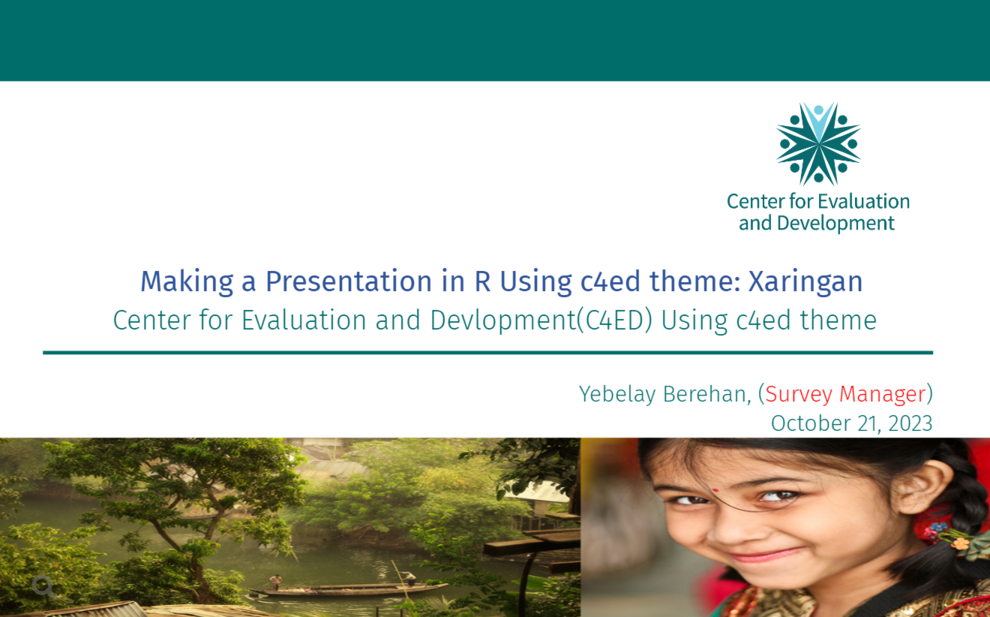 Center for Evaluation
and Development
Making a Presentation in R Using c4ed theme: Xaringan
Center for Evaluation and Devlopment(C4ED) Using c4ed theme
Yebelay Berehan, (Survey Manager)
October 21, 2023